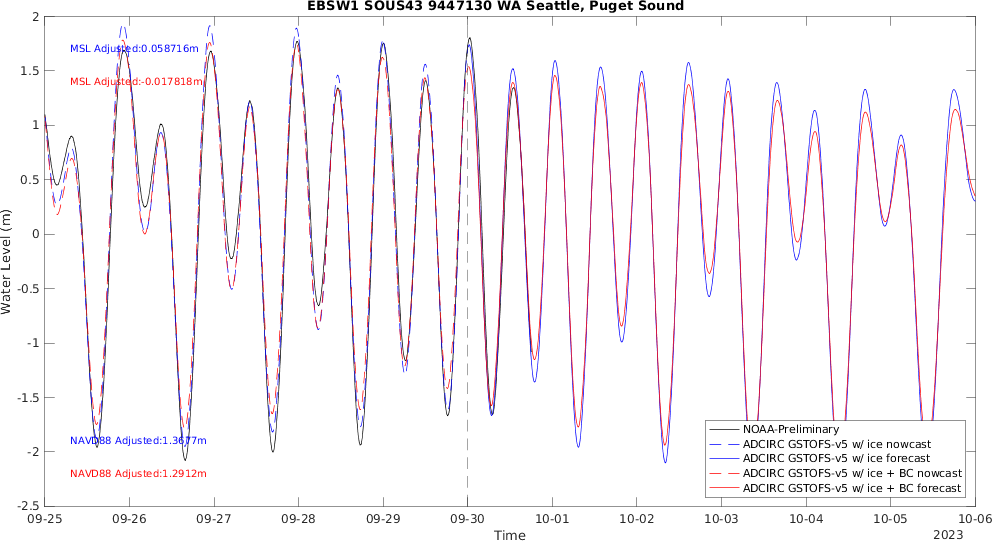 EBSW1 SOUS43 9447130 WA Seattle, Puget Sound
MSL Adjusted:0.058716m
MSL Adjusted:-0.017818m
NAVD88 Adjusted:1.3677m
NAVD88 Adjusted:1.2912m
Water Level (m)
2
1.5
1
0.5
0
-0.5
-1
-1.5
-2
-2.5
NOAA-Preliminary
ADCIRC GSTOFS-v5 w/ ice nowcast
ADCIRC GSTOFS-v5 w/ ice forecast
ADCIRC GSTOFS-v5 w/ ice + BC nowcast
ADCIRC GSTOFS-v5 w/ ice + BC forecast
09-25 09-26 09-27 09-28 09-29 09-30 10-01 10-02 10-03 10-04 10-05 10-06
Time
2023